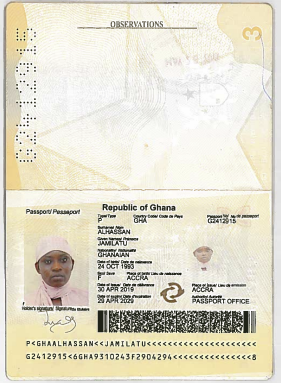 OBSERVATIONS
3
G2412915
Republic of Ghana
Passport/ Passeport
Type/Type
Country Code/ Code de Pays
Passport No/ No de passeport
P
GHA
G2412915
Surname/ Nom
ALHASSAN
Given Names/ Prénoms
JAMILATU
Nationality/ Nationalité
GHANAIAN
Date of birth/ Date de naissance
24 OCT 1993
Sex/ Sexe
Place of birth/ Lieu de naissance
F
ACCRA
Date of issue/ Date de délivrance
Place of issue/ Lieu de délivrance
30 APR 2019
ACCRA
Date of expiry/ Date d'expiration
Authority/ Autorité
29 APR 2029
PASSPORT OFFICE
Holder's signature/ Signature du titulaire
P<GHAALHASSAN<<JAMILATU<<<<<<<<<<<<<<<<<<<<<
G2412915<6GHA9310243F2904294<<<<<<<<<<<<<<<8